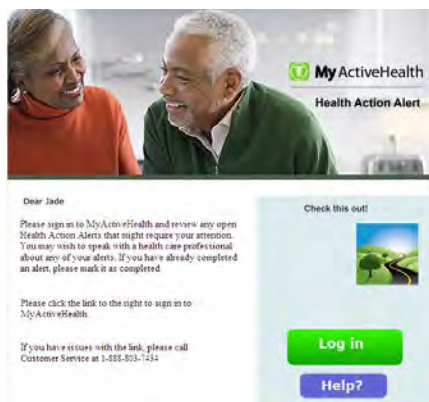 My ActiveHealth
Health Action Alert
Dear Jade
Please sign in to MyActiveHealth and review any open
Health Action Alerts that might require your attention.
You may wish to speak with a health care professional
about any of your alerts. If you have already completed
an alert, please mark it as completed
Please click the link to the right to sign in to
MyActiveHealth.
If you have issues with the link, please call
Customer Service at 1-888-803-7434
Check this out!
Log in
Help?